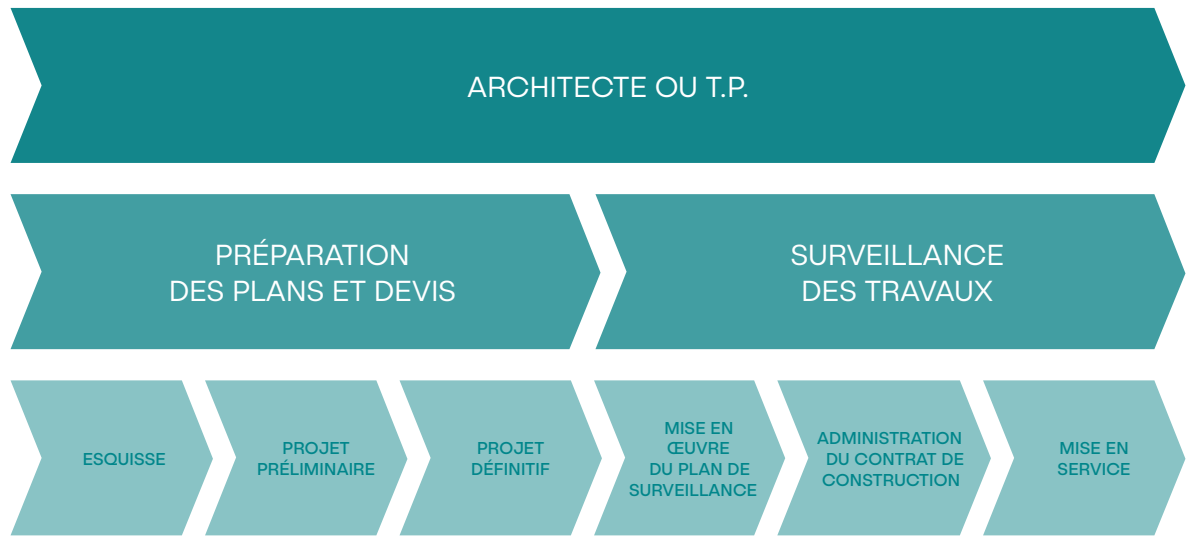 ARCHITECTE OU T.P.
PRÉPARATION
DES PLANS ET DEVIS
SURVEILLANCE
DES TRAVAUX
ESQUISSE
PROJET
PRÉLIMINAIRE
PROJET
DÉFINITIF
MISE EN
ŒUVRE
DU PLAN DE
SURVEILLANCE
ADMINISTRATION
DU CONTRAT DE
CONSTRUCTION
MISE EN
SERVICE